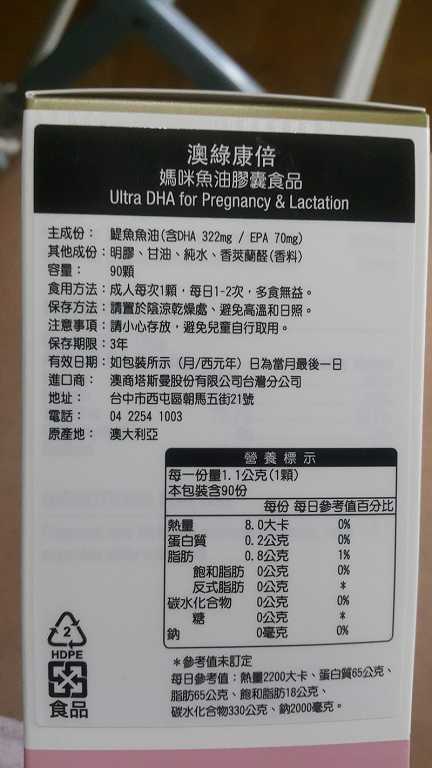 澳綠康倍
媽咪魚油膠囊食品
Ultra DHA for Pregnancy & Lactation
主成份： 鯷魚魚油(含DHA 322mg / EPA 70mg)
其他成份：明膠、甘油、純水、香莢蘭醛(香料)
容量： 90顆
食用方法：成人每次1顆，每日1-2次，多食無益。
保存方法：請置於陰涼乾燥處、避免高溫和日照。
注意事項：請小心存放，避免兒童自行取用。
保存期限：3年
有效日期：如包裝所示（月/西元年）日為當月最後一日
進口商： 澳商塔斯曼股份有限公司台灣分公司
地址： 台中市西屯區朝馬五街21號
電話： 04 2254 1003
原產地： 澳大利亞
營養標示
每一份量1.1公克(1顆)
本包裝含90份
每份 每日參考值百分比
熱量 8.0大卡 0%
蛋白質 0.2公克 0%
脂肪 0.8公克 1%
飽和脂肪 0公克 0%
反式脂肪 0公克 *
碳水化合物 0公克 0%
糖 0公克 *
鈉 0毫克 0%
2
HDPE
食品
*參考值未訂定
每日參考值：熱量2200大卡、蛋白質65公克、
脂肪65公克、飽和脂肪18公克、
碳水化合物330公克、鈉2000毫克。